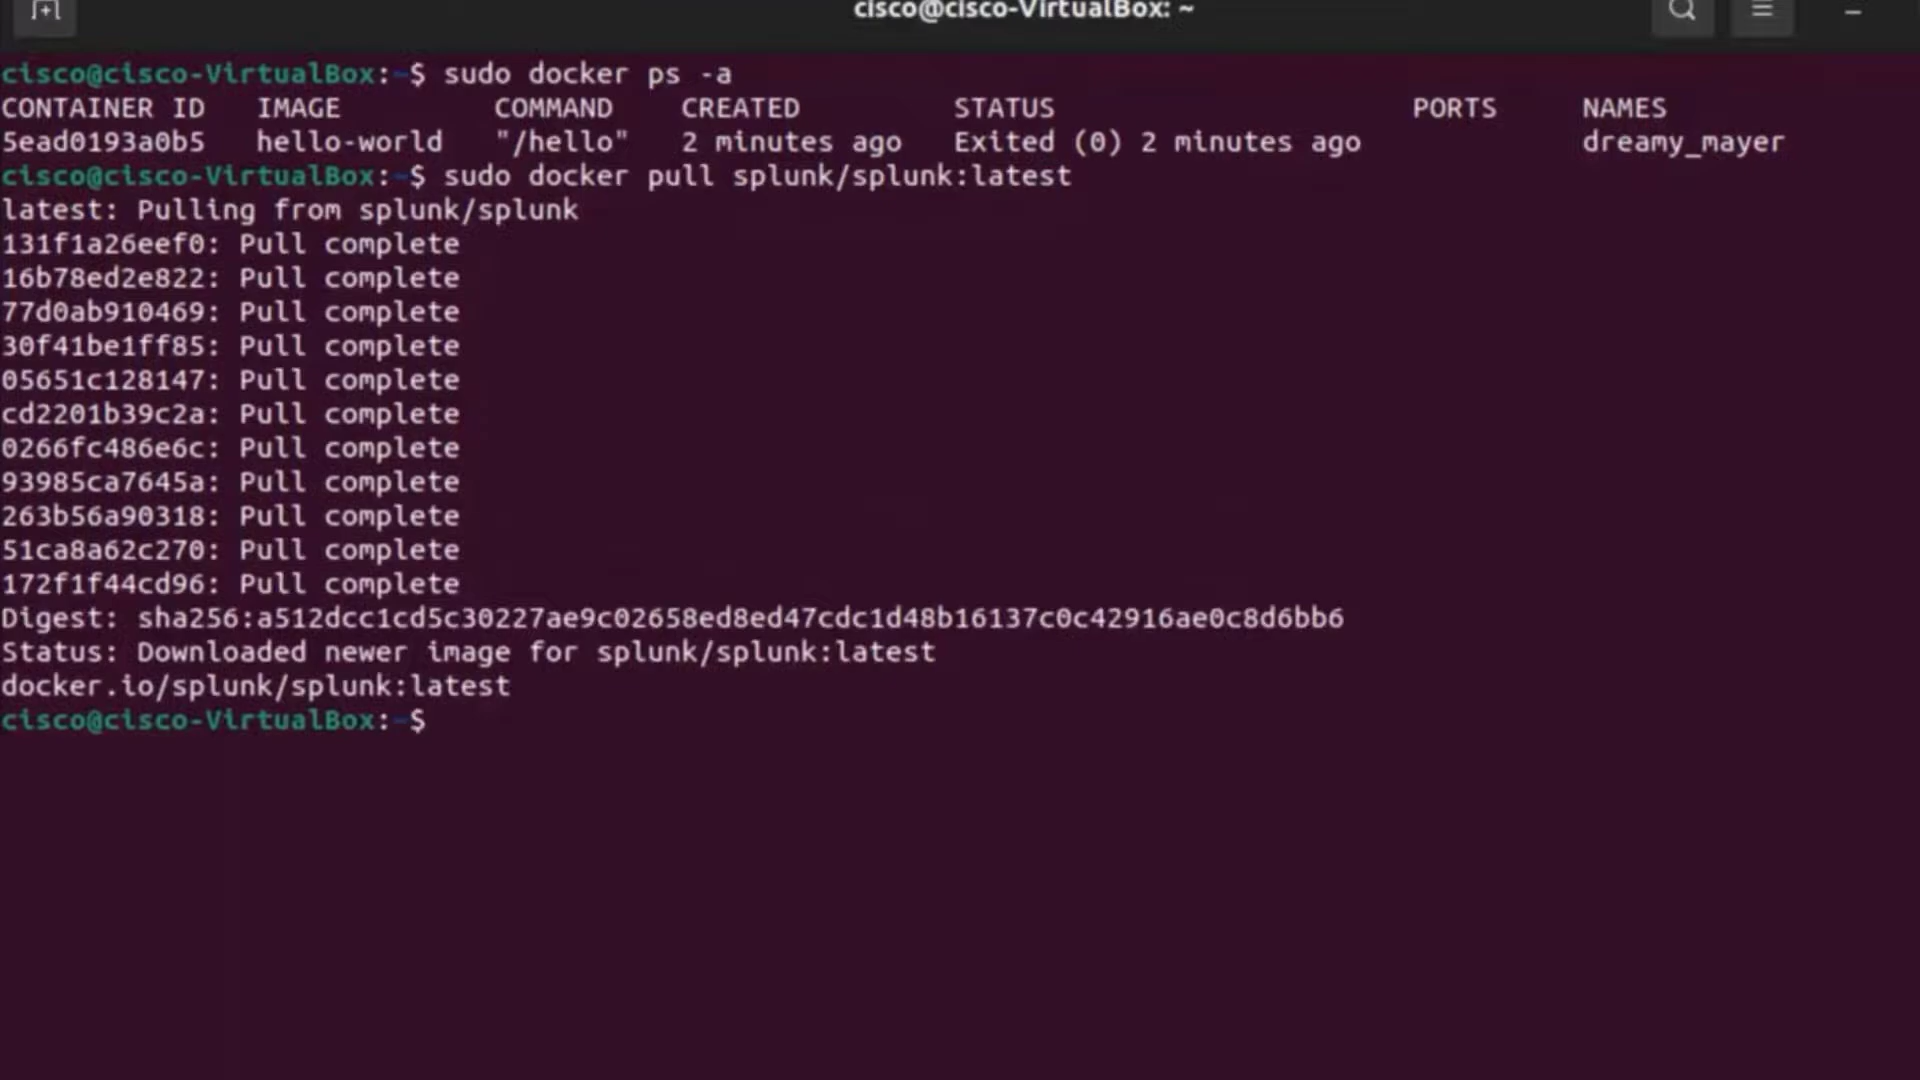 cisco@cisco-VirtualBox: ~
cisco@cisco-VirtualBox:~$ sudo docker ps -a
CONTAINER ID   IMAGE         COMMAND    CREATED         STATUS                     PORTS     NAMES
5ead0193a0b5   hello-world   "/hello"   2 minutes ago   Exited (0) 2 minutes ago             dreamy_mayer
cisco@cisco-VirtualBox:~$ sudo docker pull splunk/splunk:latest
latest: Pulling from splunk/splunk
131f1a26eef0: Pull complete
16b78ed2e822: Pull complete
77d0ab910469: Pull complete
30f41be1ff85: Pull complete
05651c128147: Pull complete
cd2201b39c2a: Pull complete
0266fc486e6c: Pull complete
93985ca7645a: Pull complete
263b56a90318: Pull complete
51ca8a62c270: Pull complete
172f1f44cd96: Pull complete
Digest: sha256:a512dcc1cd5c30227ae9c02658ed8ed47cdc1d48b16137c0c42916ae0c8d6bb6
Status: Downloaded newer image for splunk/splunk:latest
docker.io/splunk/splunk:latest
cisco@cisco-VirtualBox:~$